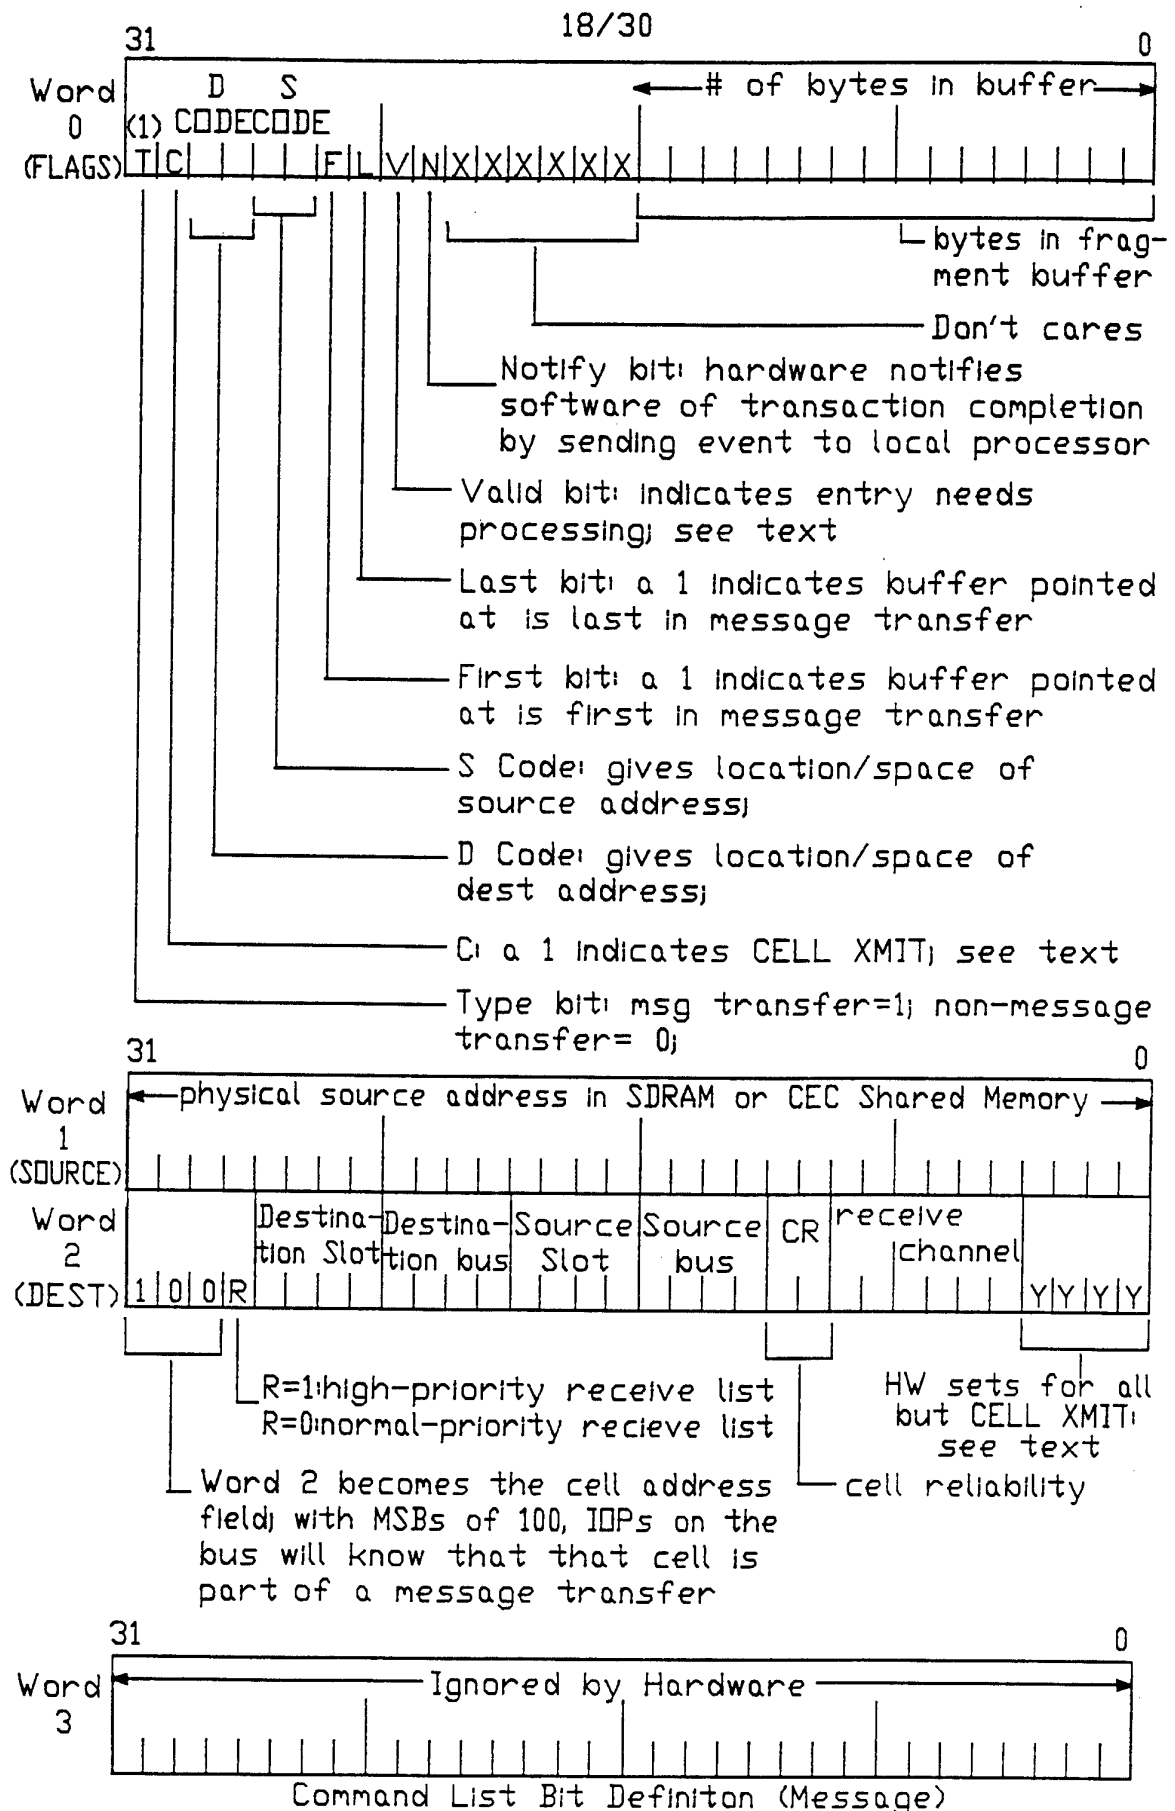 18/30
31 0
Word 0 (FLAGS)
D S
CODECODE
(1)
# of bytes in buffer
T C F L V N X X X X X X
bytes in frag-
ment buffer
Don't cares
Notify bit: hardware notifies
software of transaction completion
by sending event to local processor
Valid bit: indicates entry needs
processing; see text
Last bit: a 1 indicates buffer pointed
at is last in message transfer
First bit: a 1 indicates buffer pointed
at is first in message transfer
S Code: gives location/space of
source address;
D Code: gives location/space of
dest address;
C: a 1 indicates CELL XMIT; see text
Type bit: msg transfer=1; non-message
transfer= 0;
31 0
Word
1
(SOURCE)
physical source address in SDRAM or CEC Shared Memory
Word
2
(DEST)
1 0 0 R
Destina-
tion Slot
Destina-
tion bus
Source
Slot
Source
bus
CR
receive
channel
Y Y Y Y
R=1:high-priority receive list
R=0:normal-priority recieve list
HW sets for all
but CELL XMIT:
see text
cell reliability
Word 2 becomes the cell address
field; with MSBs of 100, IOPs on the
bus will know that that cell is
part of a message transfer
31 0
Word
3
Ignored by Hardware
Command List Bit Definiton (Message)